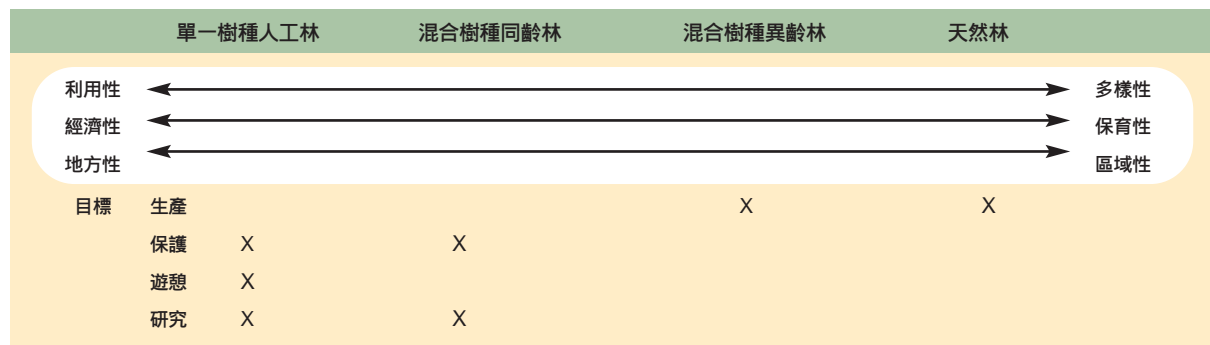 單一樹種人工林 混合樹種同齡林 混合樹種異齡林 天然林
利用性 多樣性
經濟性 保育性
地方性 區域性
目標 生產 X X
保護 X X
遊憩 X
研究 X X